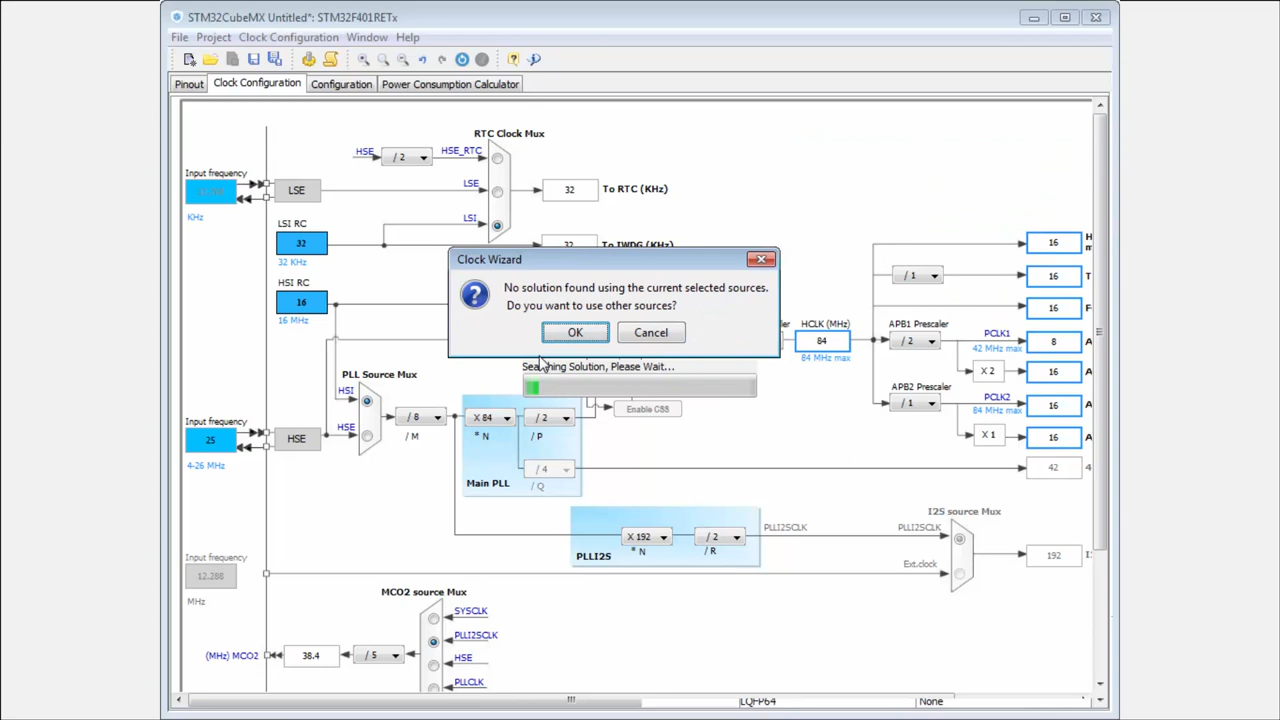 STM32CubeMX Untitled*: STM32F401RETx
File Project Clock Configuration Window Help
Pinout Clock Configuration Configuration Power Consumption Calculator
RTC Clock Mux
HSE / 2 HSE_RTC
Input frequency
LSE LSE 32 To RTC (KHz)
KHz
LSI
LSI RC
32 32 To IWDG (KHz)
32 KHz
HSI RC
16
16 MHz
Clock Wizard
No solution found using the current selected sources.
Do you want to use other sources?
OK Cancel
Searching Solution, Please Wait...
HCLK (MHz)
84
84 MHz max
16
/ 1 16
16
APB1 Prescaler PCLK1
/ 2 8
42 MHz max
X 2 16
APB2 Prescaler PCLK2
/ 1 16
84 MHz max
X 1 16
PLL Source Mux
HSI
HSE
/ 8
/ M
X 84
* N
/ 2
/ P
Enable CSS
Input frequency
25 HSE
4-26 MHz
/ 4
/ Q
Main PLL
42
PLLI2S
X 192
* N
/ 2
/ R
PLLI2SCLK PLLI2SCLK
I2S source Mux
192
Ext.clock
Input frequency
12.288
MHz
MCO2 source Mux
SYSCLK
PLLI2SCLK
(MHz) MCO2 38.4 / 5
HSE
PLLCLK
LQFP64 None